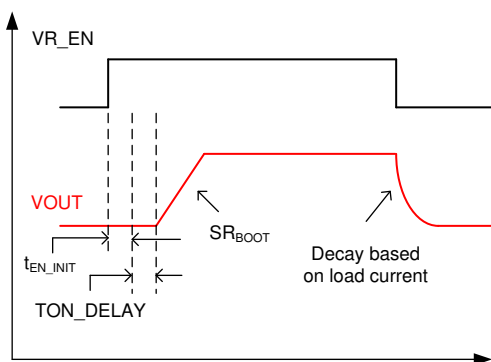 VR_EN
VOUT
SR_BOOT
t_EN_INIT
Decay based
on load current
TON_DELAY